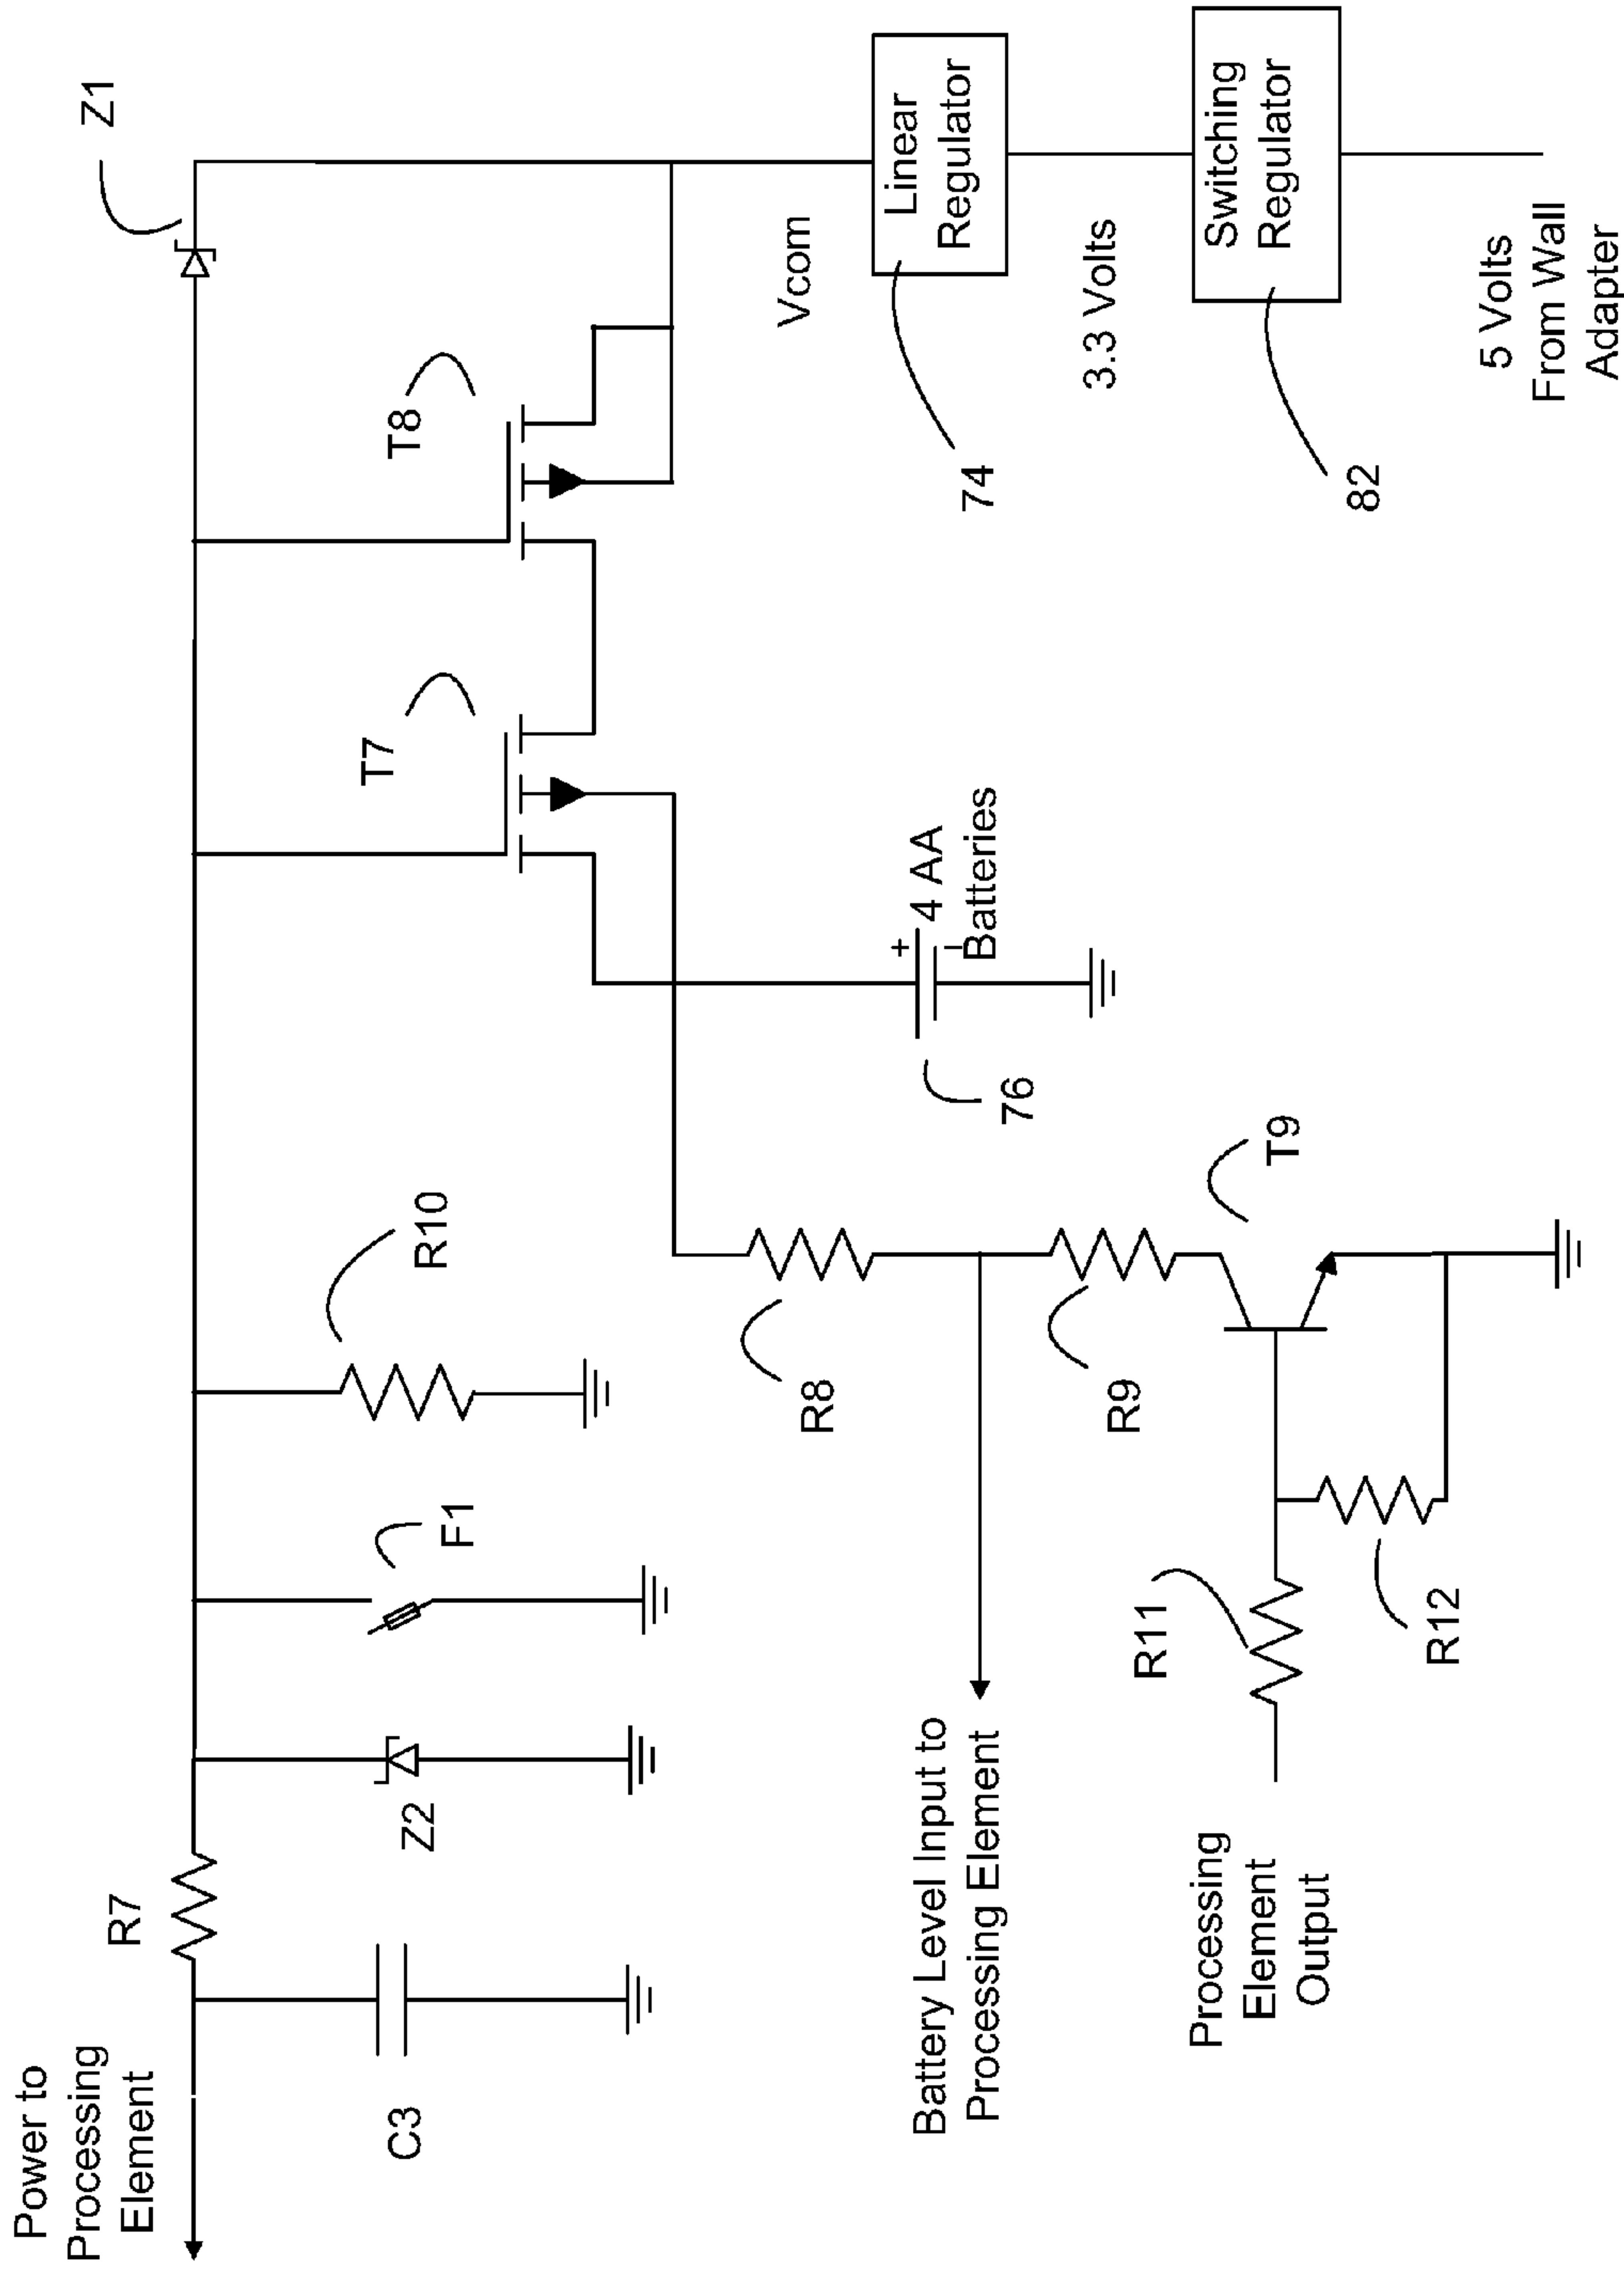 Power to
Processing
Element
R7
C3
Z2
F1
R10
T7
T8
Z1
Battery Level Input to
Processing Element
R8
76
+
−
4 AA
Batteries
Vcom
Linear
Regulator
74
3.3 Volts
Processing
Element
Output
R11
R12
R9
T9
Switching
Regulator
82
5 Volts
From Wall
Adapter